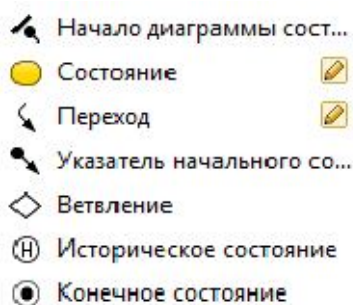 Начало диаграммы сост...
Состояние
Переход
Указатель начального со...
Ветвление
H Историческое состояние
Конечное состояние